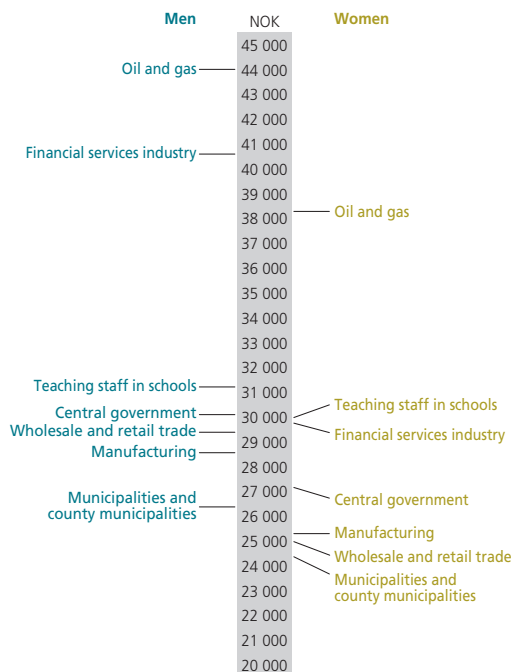 Men
NOK
Women
45 000
Oil and gas
44 000
43 000
42 000
Financial services industry
41 000
40 000
39 000
38 000
Oil and gas
37 000
36 000
35 000
34 000
33 000
32 000
Teaching staff in schools
31 000
Central government
30 000
Teaching staff in schools
Wholesale and retail trade
29 000
Financial services industry
Manufacturing
28 000
Municipalities and
county municipalities
27 000
Central government
26 000
Manufacturing
25 000
Wholesale and retail trade
24 000
Municipalities and
county municipalities
23 000
22 000
21 000
20 000